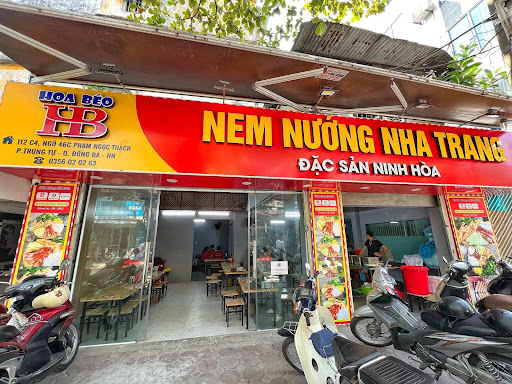 HOA BÉO
HB
112 C4, NGÕ 46C PHẠM NGỌC THẠCH
P.TRUNG TỰ - Q. ĐỐNG ĐA - HN
0356 02 02 63
NEM NƯỚNG NHA TRANG
ĐẶC SẢN NINH HÒA